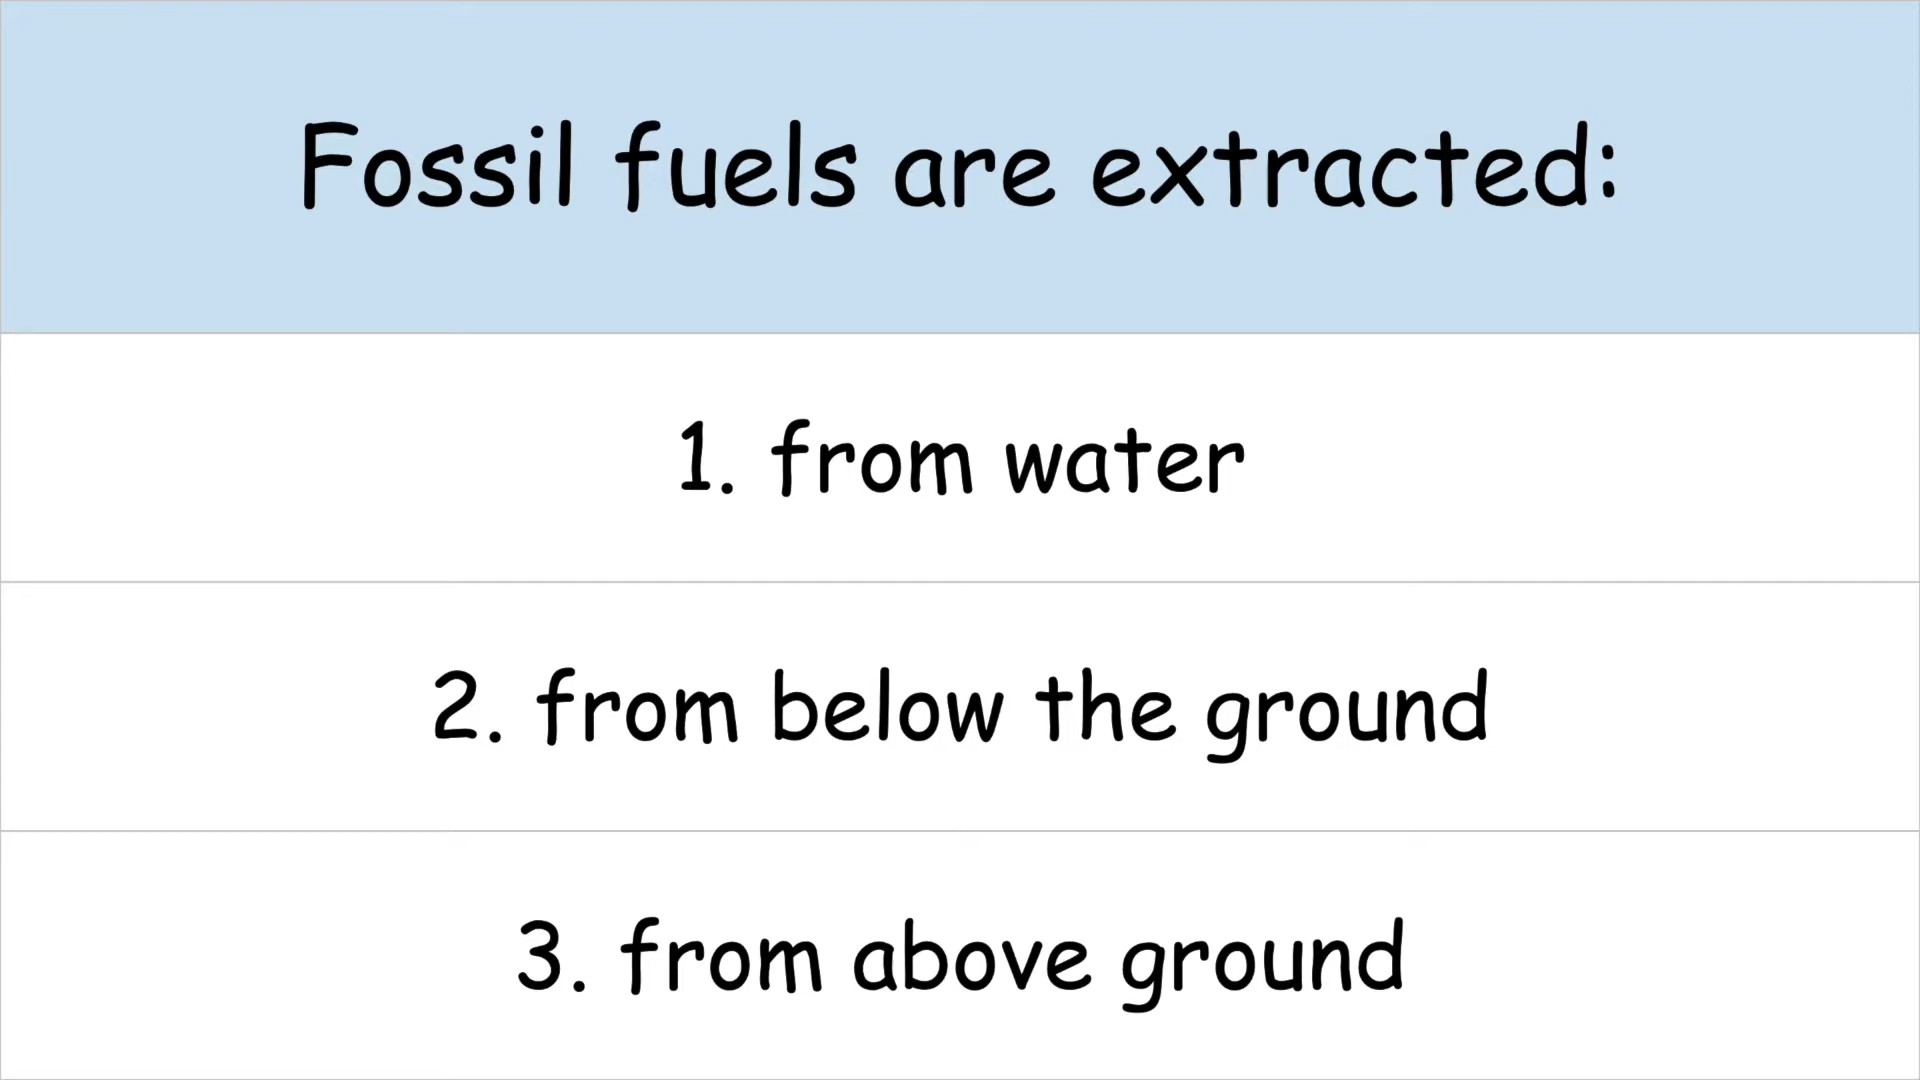 Fossil fuels are extracted:
1. from water
2. from below the ground
3. from above ground